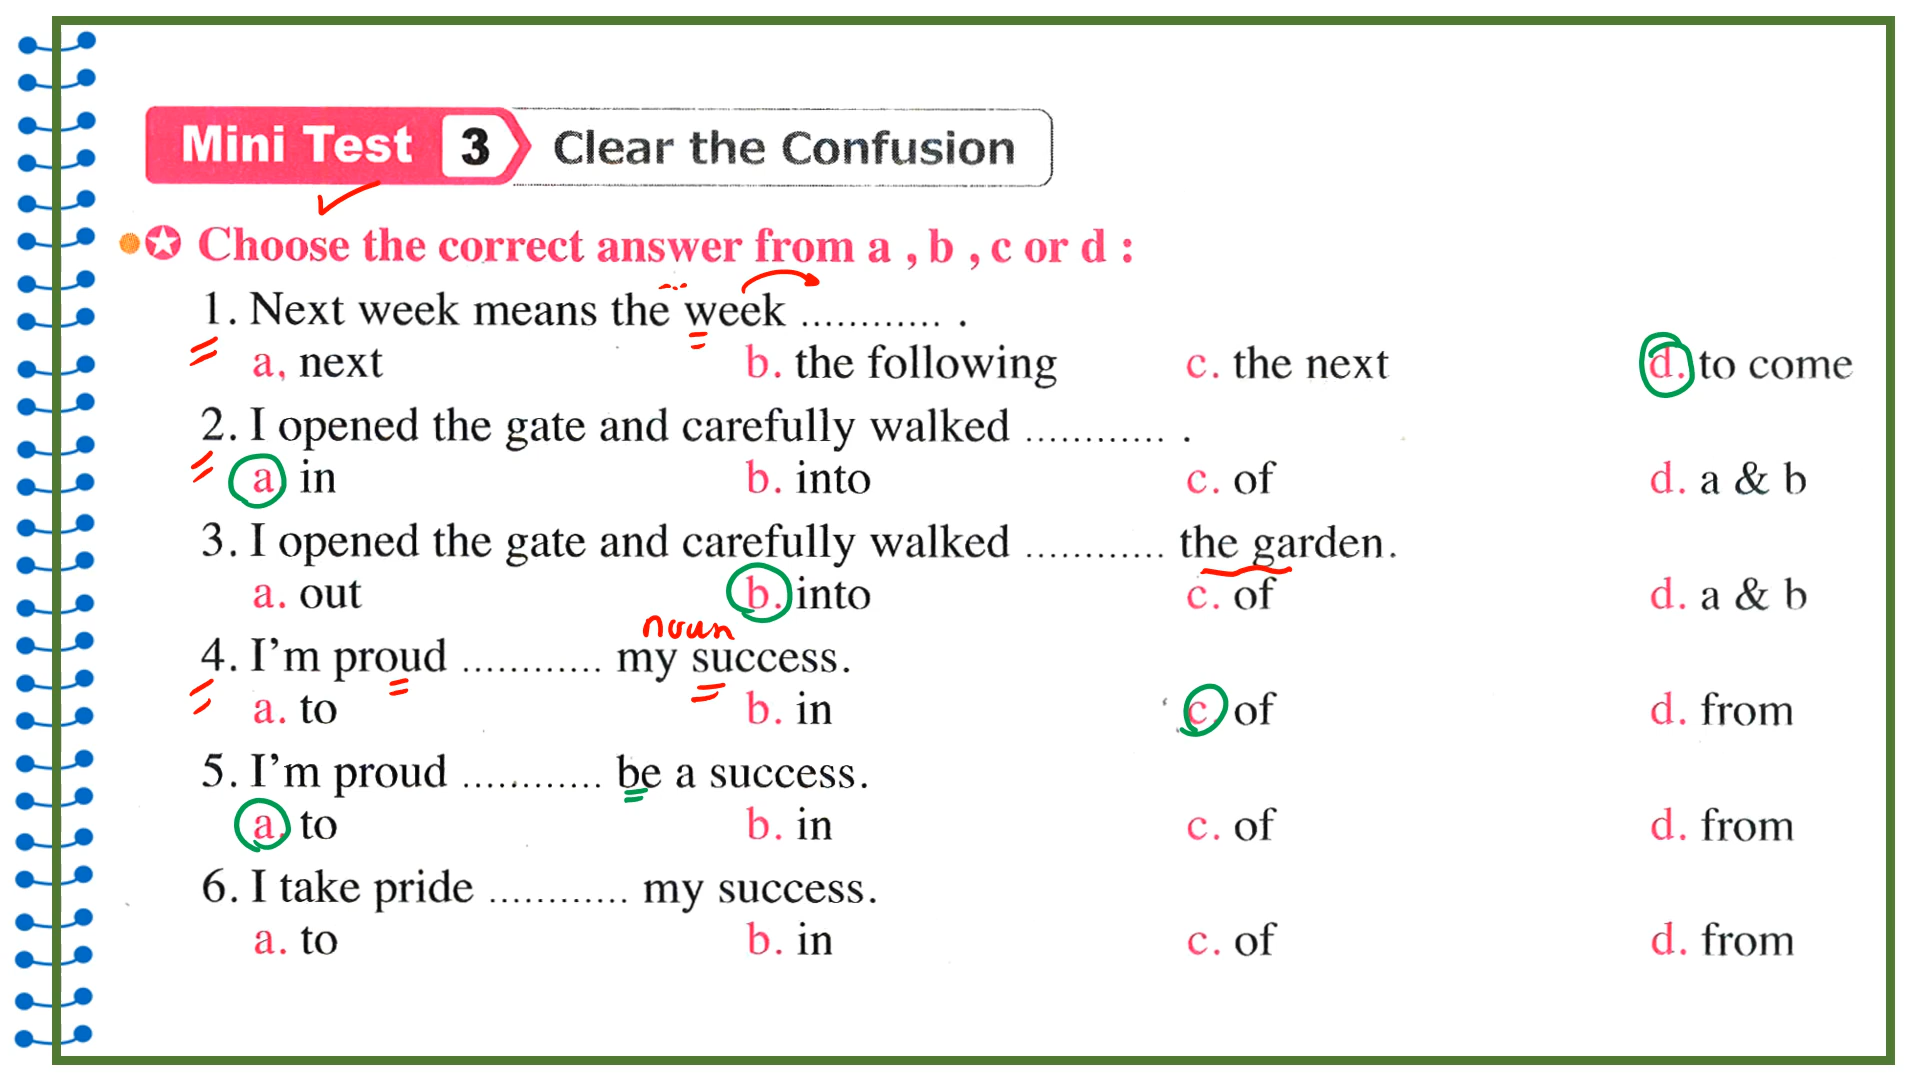 Mini Test 3 Clear the Confusion
Choose the correct answer from a , b , c or d :
1. Next week means the week ............ .
a, next b. the following c. the next d. to come
2. I opened the gate and carefully walked ............ .
a in b. into c. of d. a & b
3. I opened the gate and carefully walked ............ the garden.
a. out b. into c. of d. a & b
noun
4. I'm proud ............ my success.
a. to b. in c. of d. from
5. I'm proud ............ be a success.
a. to b. in c. of d. from
6. I take pride ............ my success.
a. to b. in c. of d. from